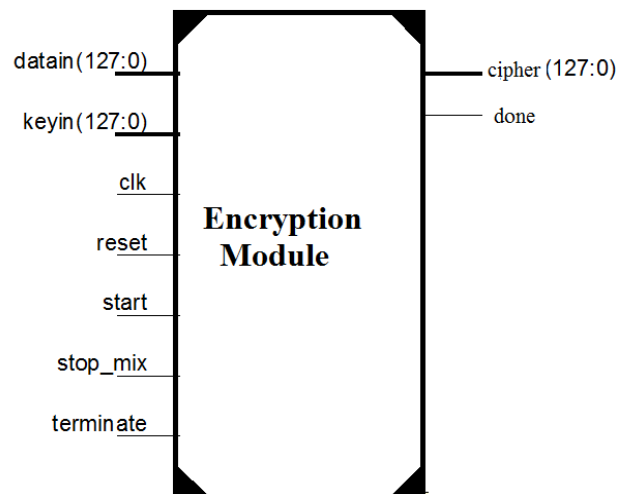 datain(127:0)
keyin(127:0)
clk
reset
start
stop_mix
terminate
Encryption
Module
cipher (127:0)
done